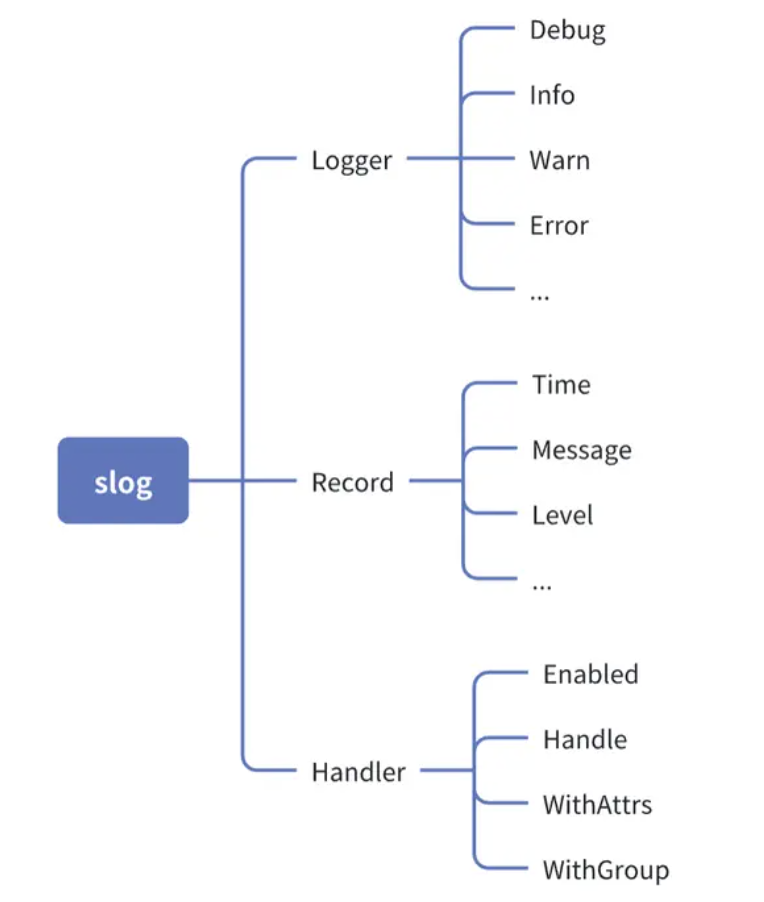 slog
Logger
Debug
Info
Warn
Error
...
Record
Time
Message
Level
...
Handler
Enabled
Handle
WithAttrs
WithGroup